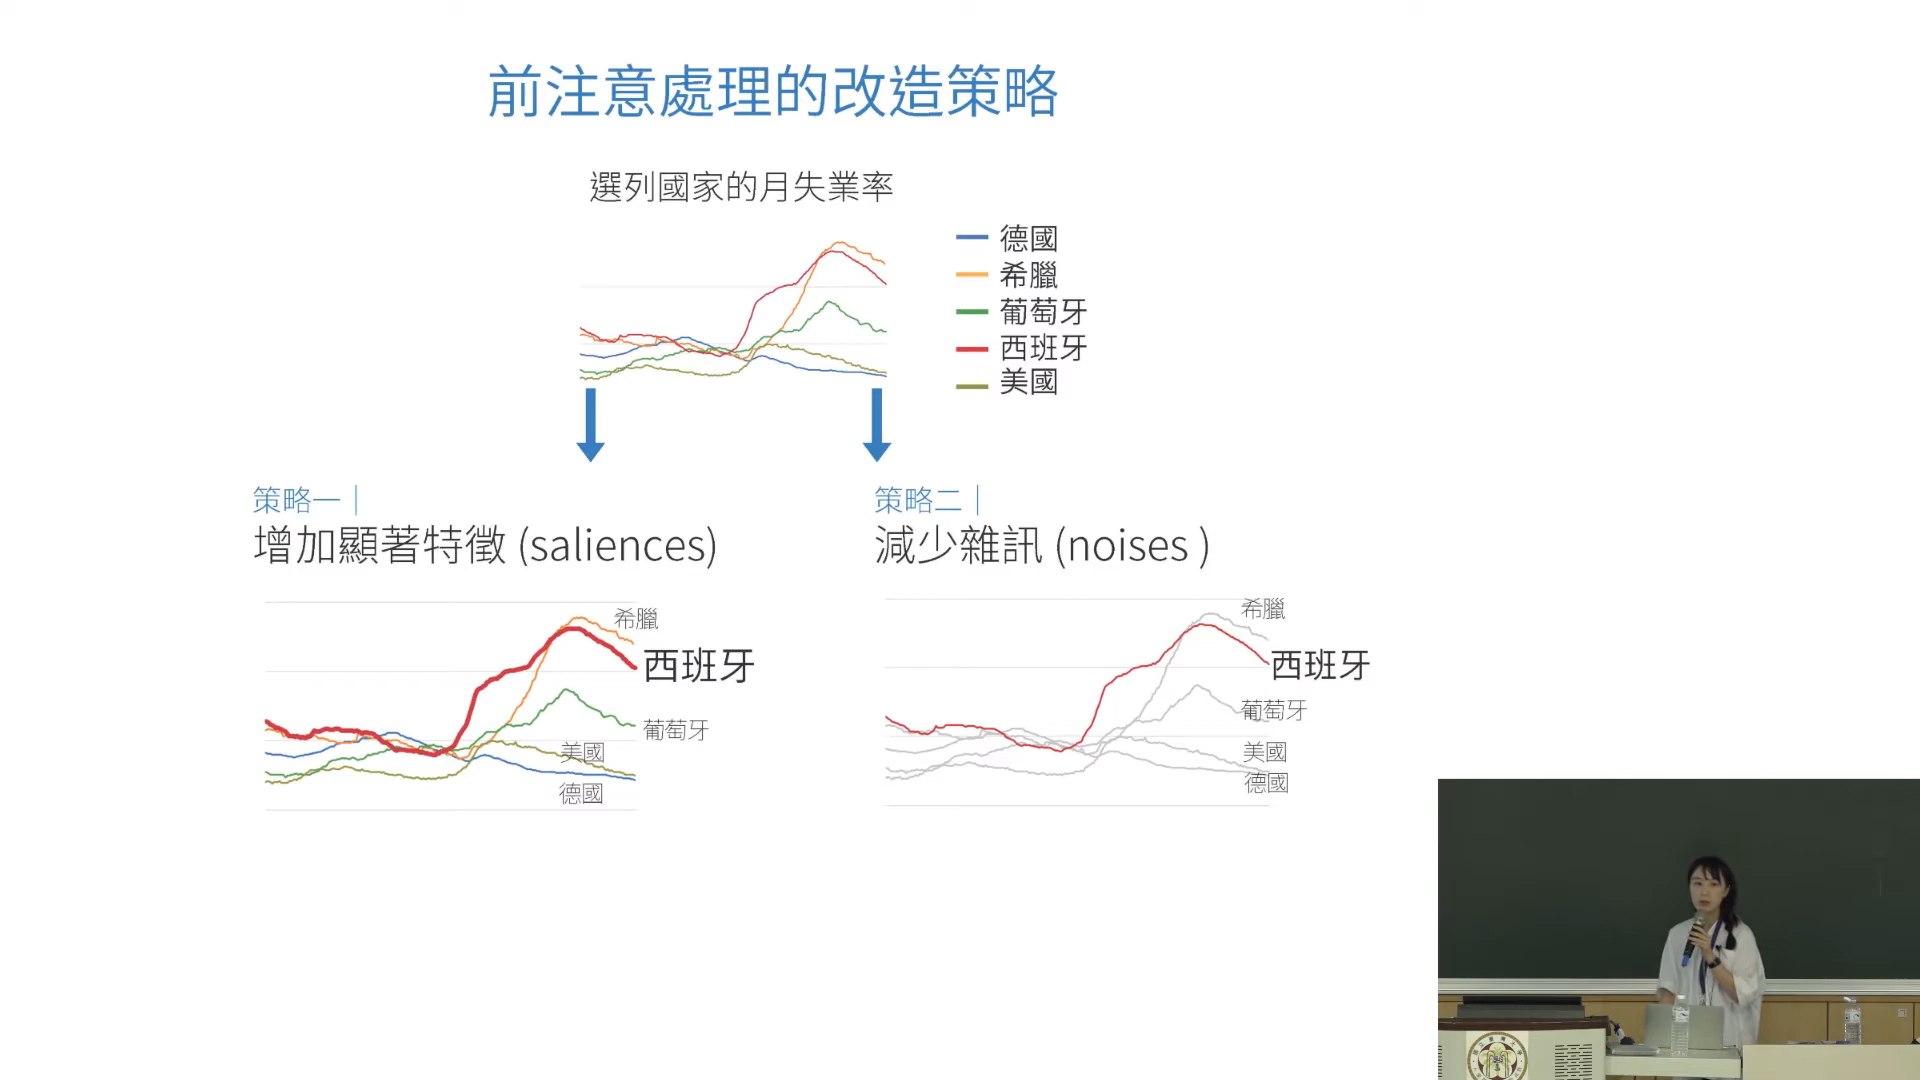 前注意處理的改造策略
選列國家的月失業率
德國
希臘
葡萄牙
西班牙
美國
策略一｜
增加顯著特徵 (saliences)
希臘
西班牙
葡萄牙
美國
德國
策略二｜
減少雜訊 (noises )
希臘
西班牙
葡萄牙
美國
德國